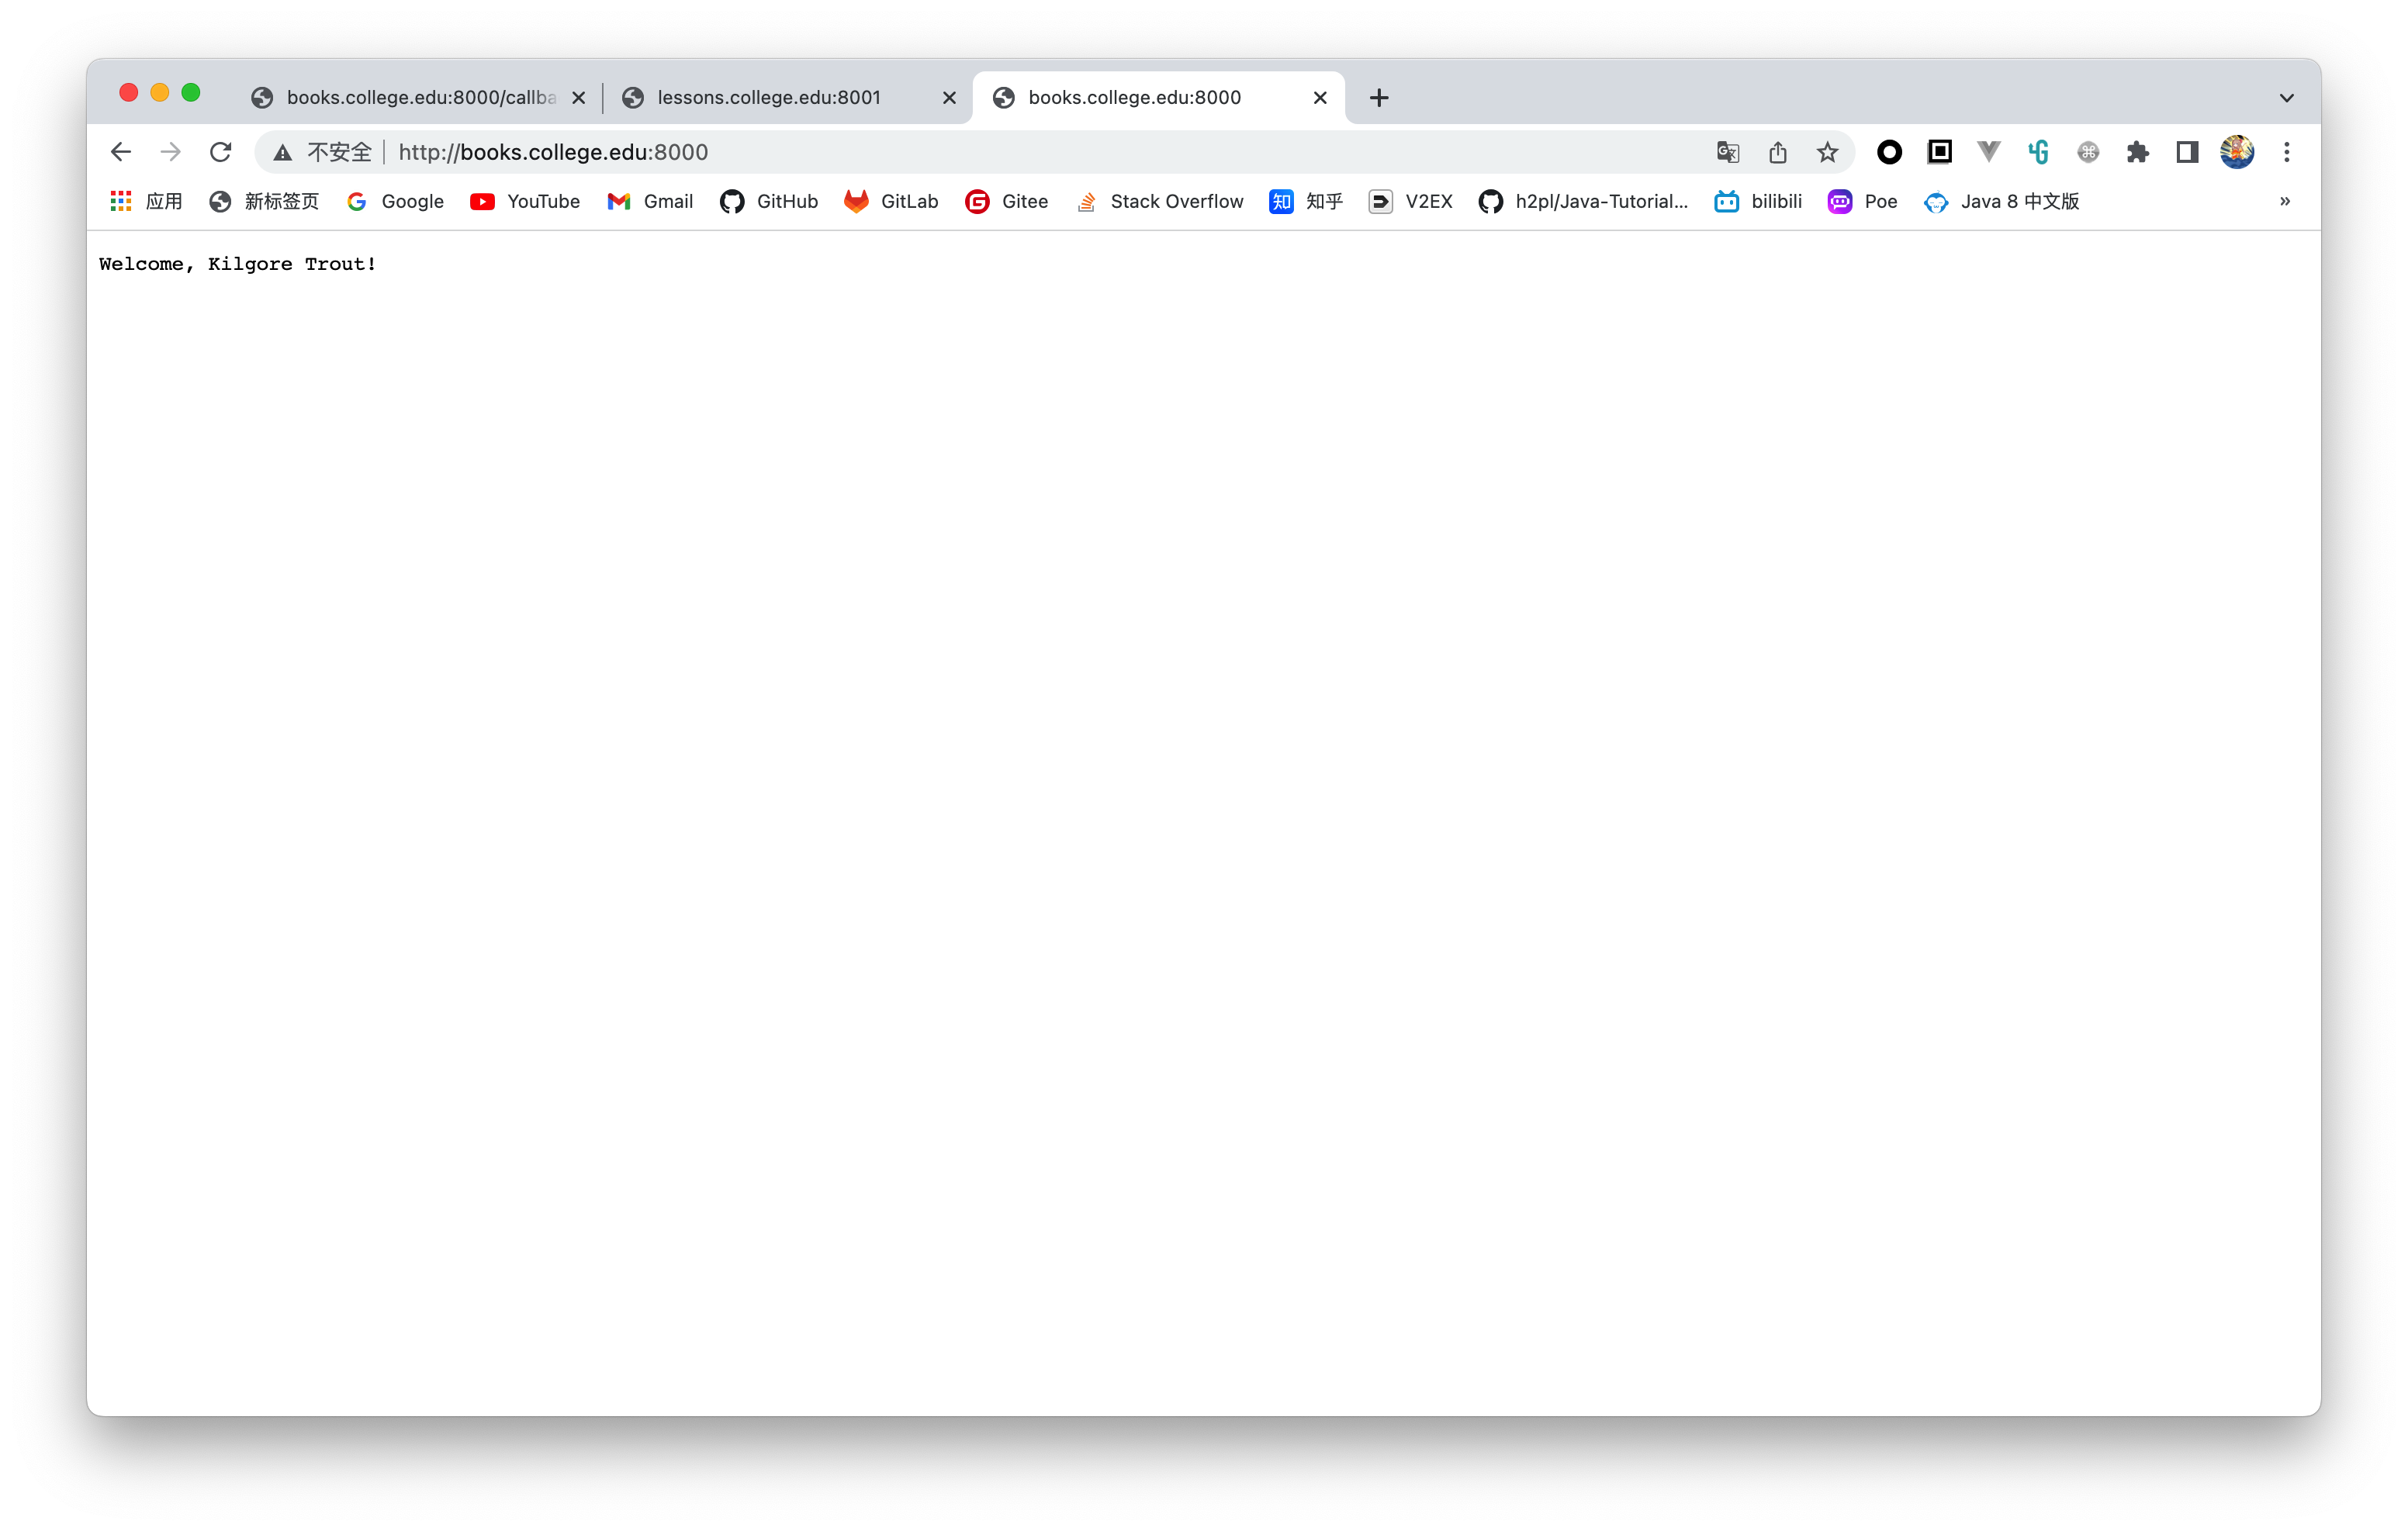 books.college.edu:8000/callba
lessons.college.edu:8001
books.college.edu:8000
不安全 http://books.college.edu:8000
应用 新标签页 Google YouTube Gmail GitHub GitLab Gitee Stack Overflow 知 知乎 V2EX h2pl/Java-Tutorial... bilibili Poe Java 8 中文版 »
Welcome, Kilgore Trout!